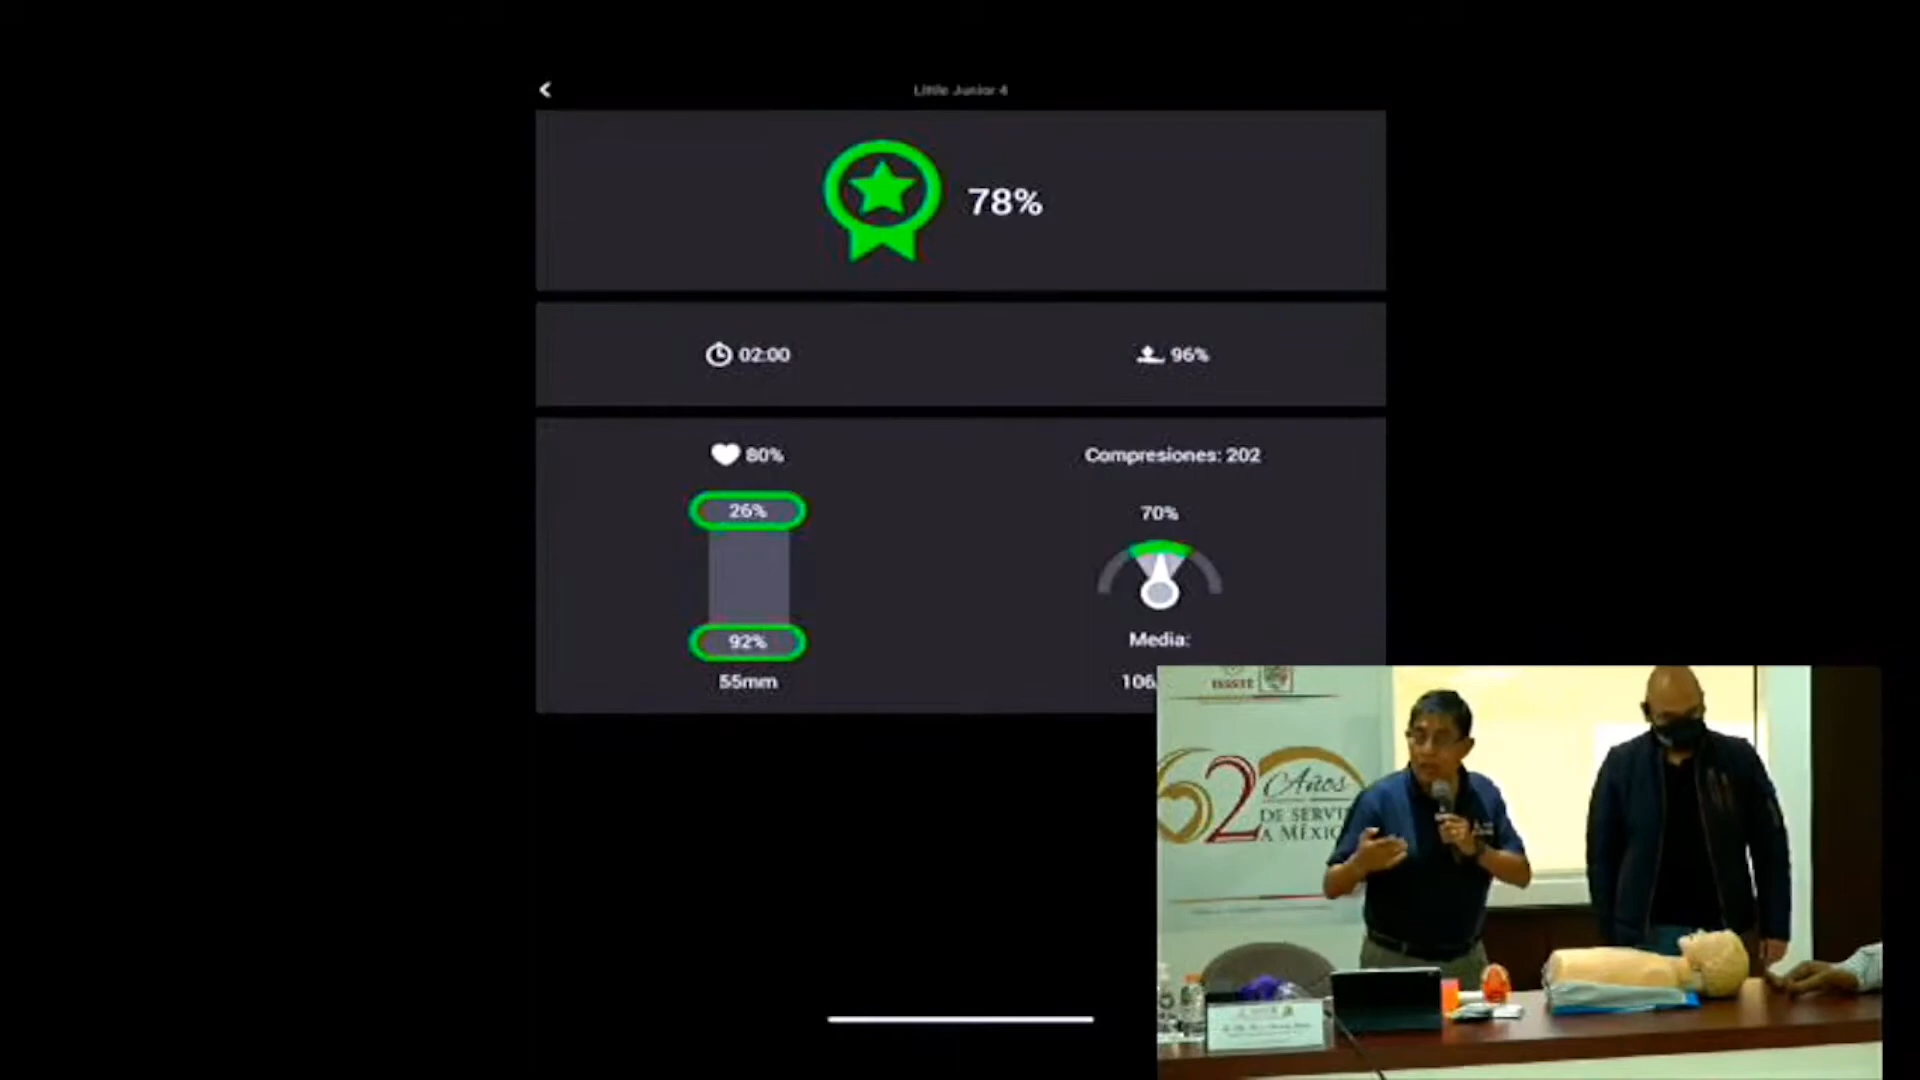 Little Junior 4
78%
02:00
96%
80%
Compresiones: 202
26%
70%
92%
Media:
55mm
106
ISSSTE
62 Años
DE SERVI
A MÉXIC